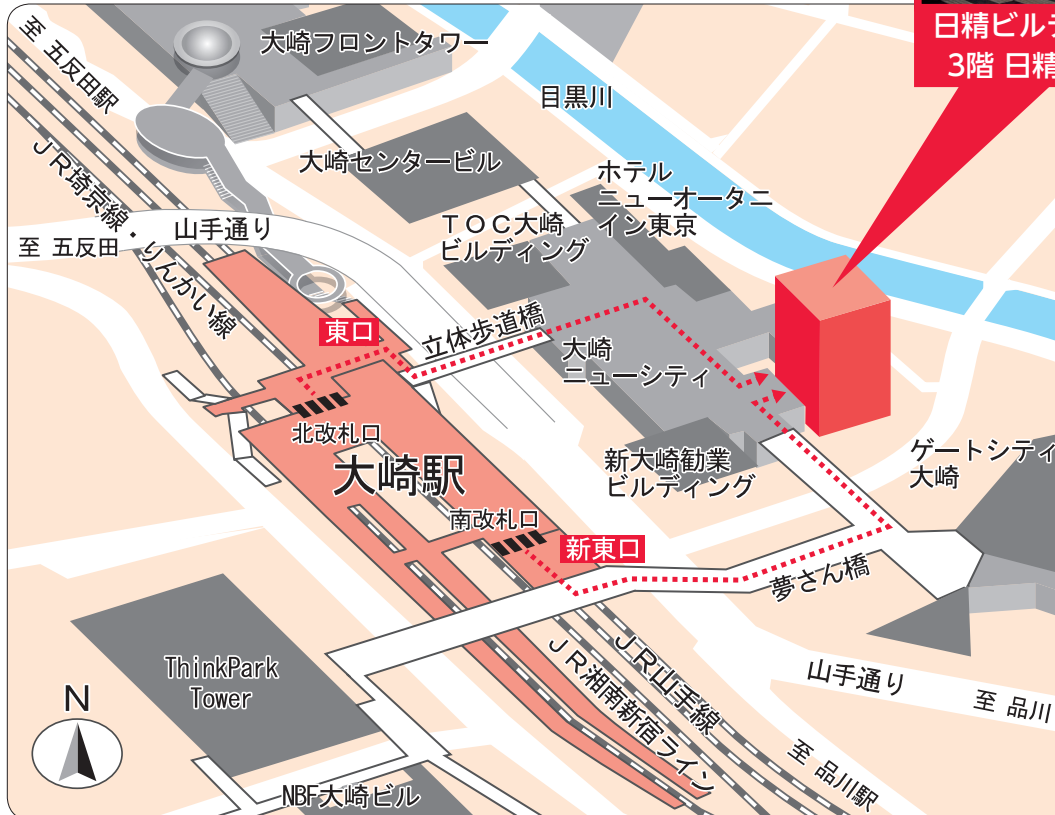 日精ビルデ
3階 日精
至 五反田駅
大崎フロントタワー
目黒川
大崎センタービル
JR埼京線・りんかい線
ホテル
ニューオータニ
イン東京
TOC大崎
ビルディング
山手通り
至 五反田
東口
立体歩道橋
大崎
ニューシティ
北改札口
大崎駅
新大崎勧業
ビルディング
ゲートシティ
大崎
南改札口
新東口
夢さん橋
ThinkPark
Tower
JR山手線
JR湘南新宿ライン
山手通り
至 品川
至 品川駅
N
NBF大崎ビル